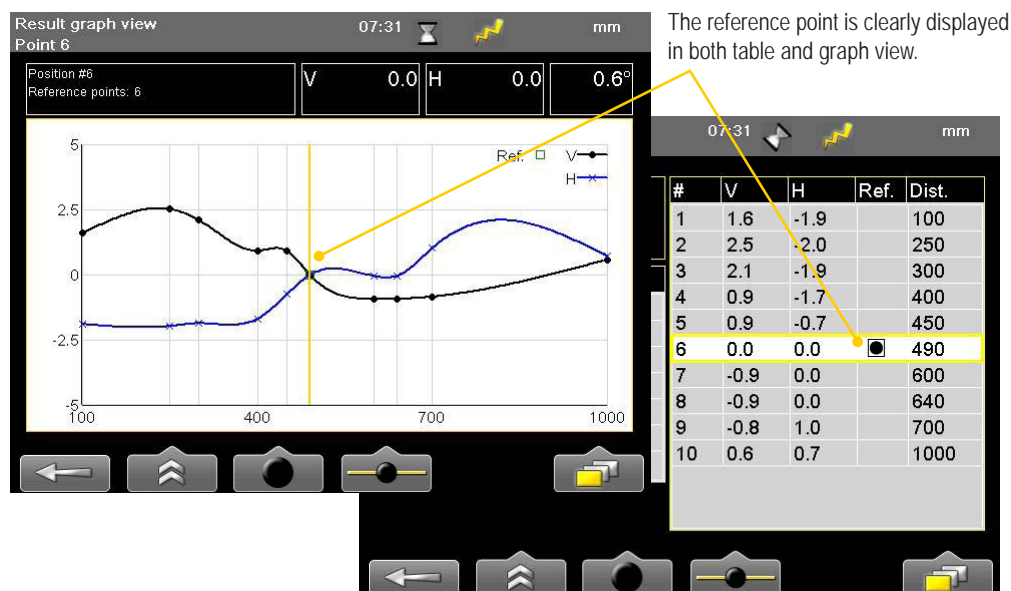 Result graph view 07:31 mm
Point 6
Position #6
Reference points: 6
V 0.0 H 0.0 0.6°
Ref. V
H
5
2.5
0
-2.5
-5
100 400 700 1000
The reference point is clearly displayed
in both table and graph view.
07:31 mm
# V H Ref. Dist.
1 1.6 -1.9 100
2 2.5 -2.0 250
3 2.1 -1.9 300
4 0.9 -1.7 400
5 0.9 -0.7 450
6 0.0 0.0 490
7 -0.9 0.0 600
8 -0.9 0.0 640
9 -0.8 1.0 700
10 0.6 0.7 1000